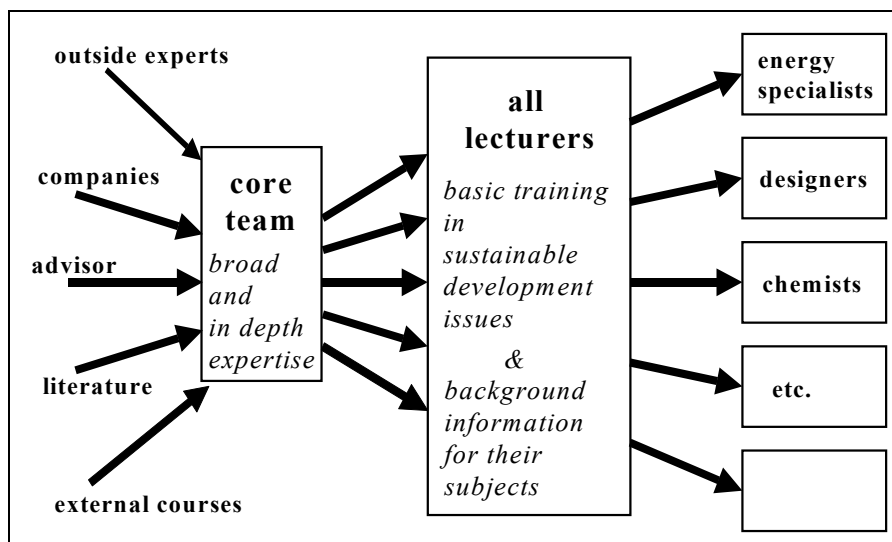 outside experts
companies
advisor
literature
external courses
core
team
broad
and
in depth
expertise
all
lecturers
basic training
in
sustainable
development
issues
&
background
information
for their
subjects
energy
specialists
designers
chemists
etc.